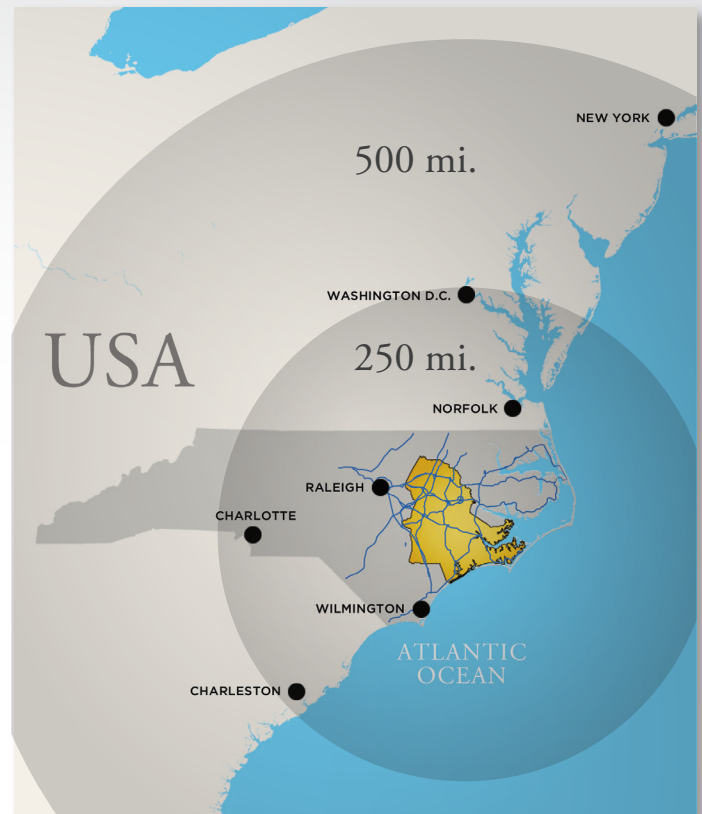 NEW YORK
500 mi.
WASHINGTON D.C.
USA
250 mi.
NORFOLK
RALEIGH
CHARLOTTE
WILMINGTON
ATLANTIC
OCEAN
CHARLESTON